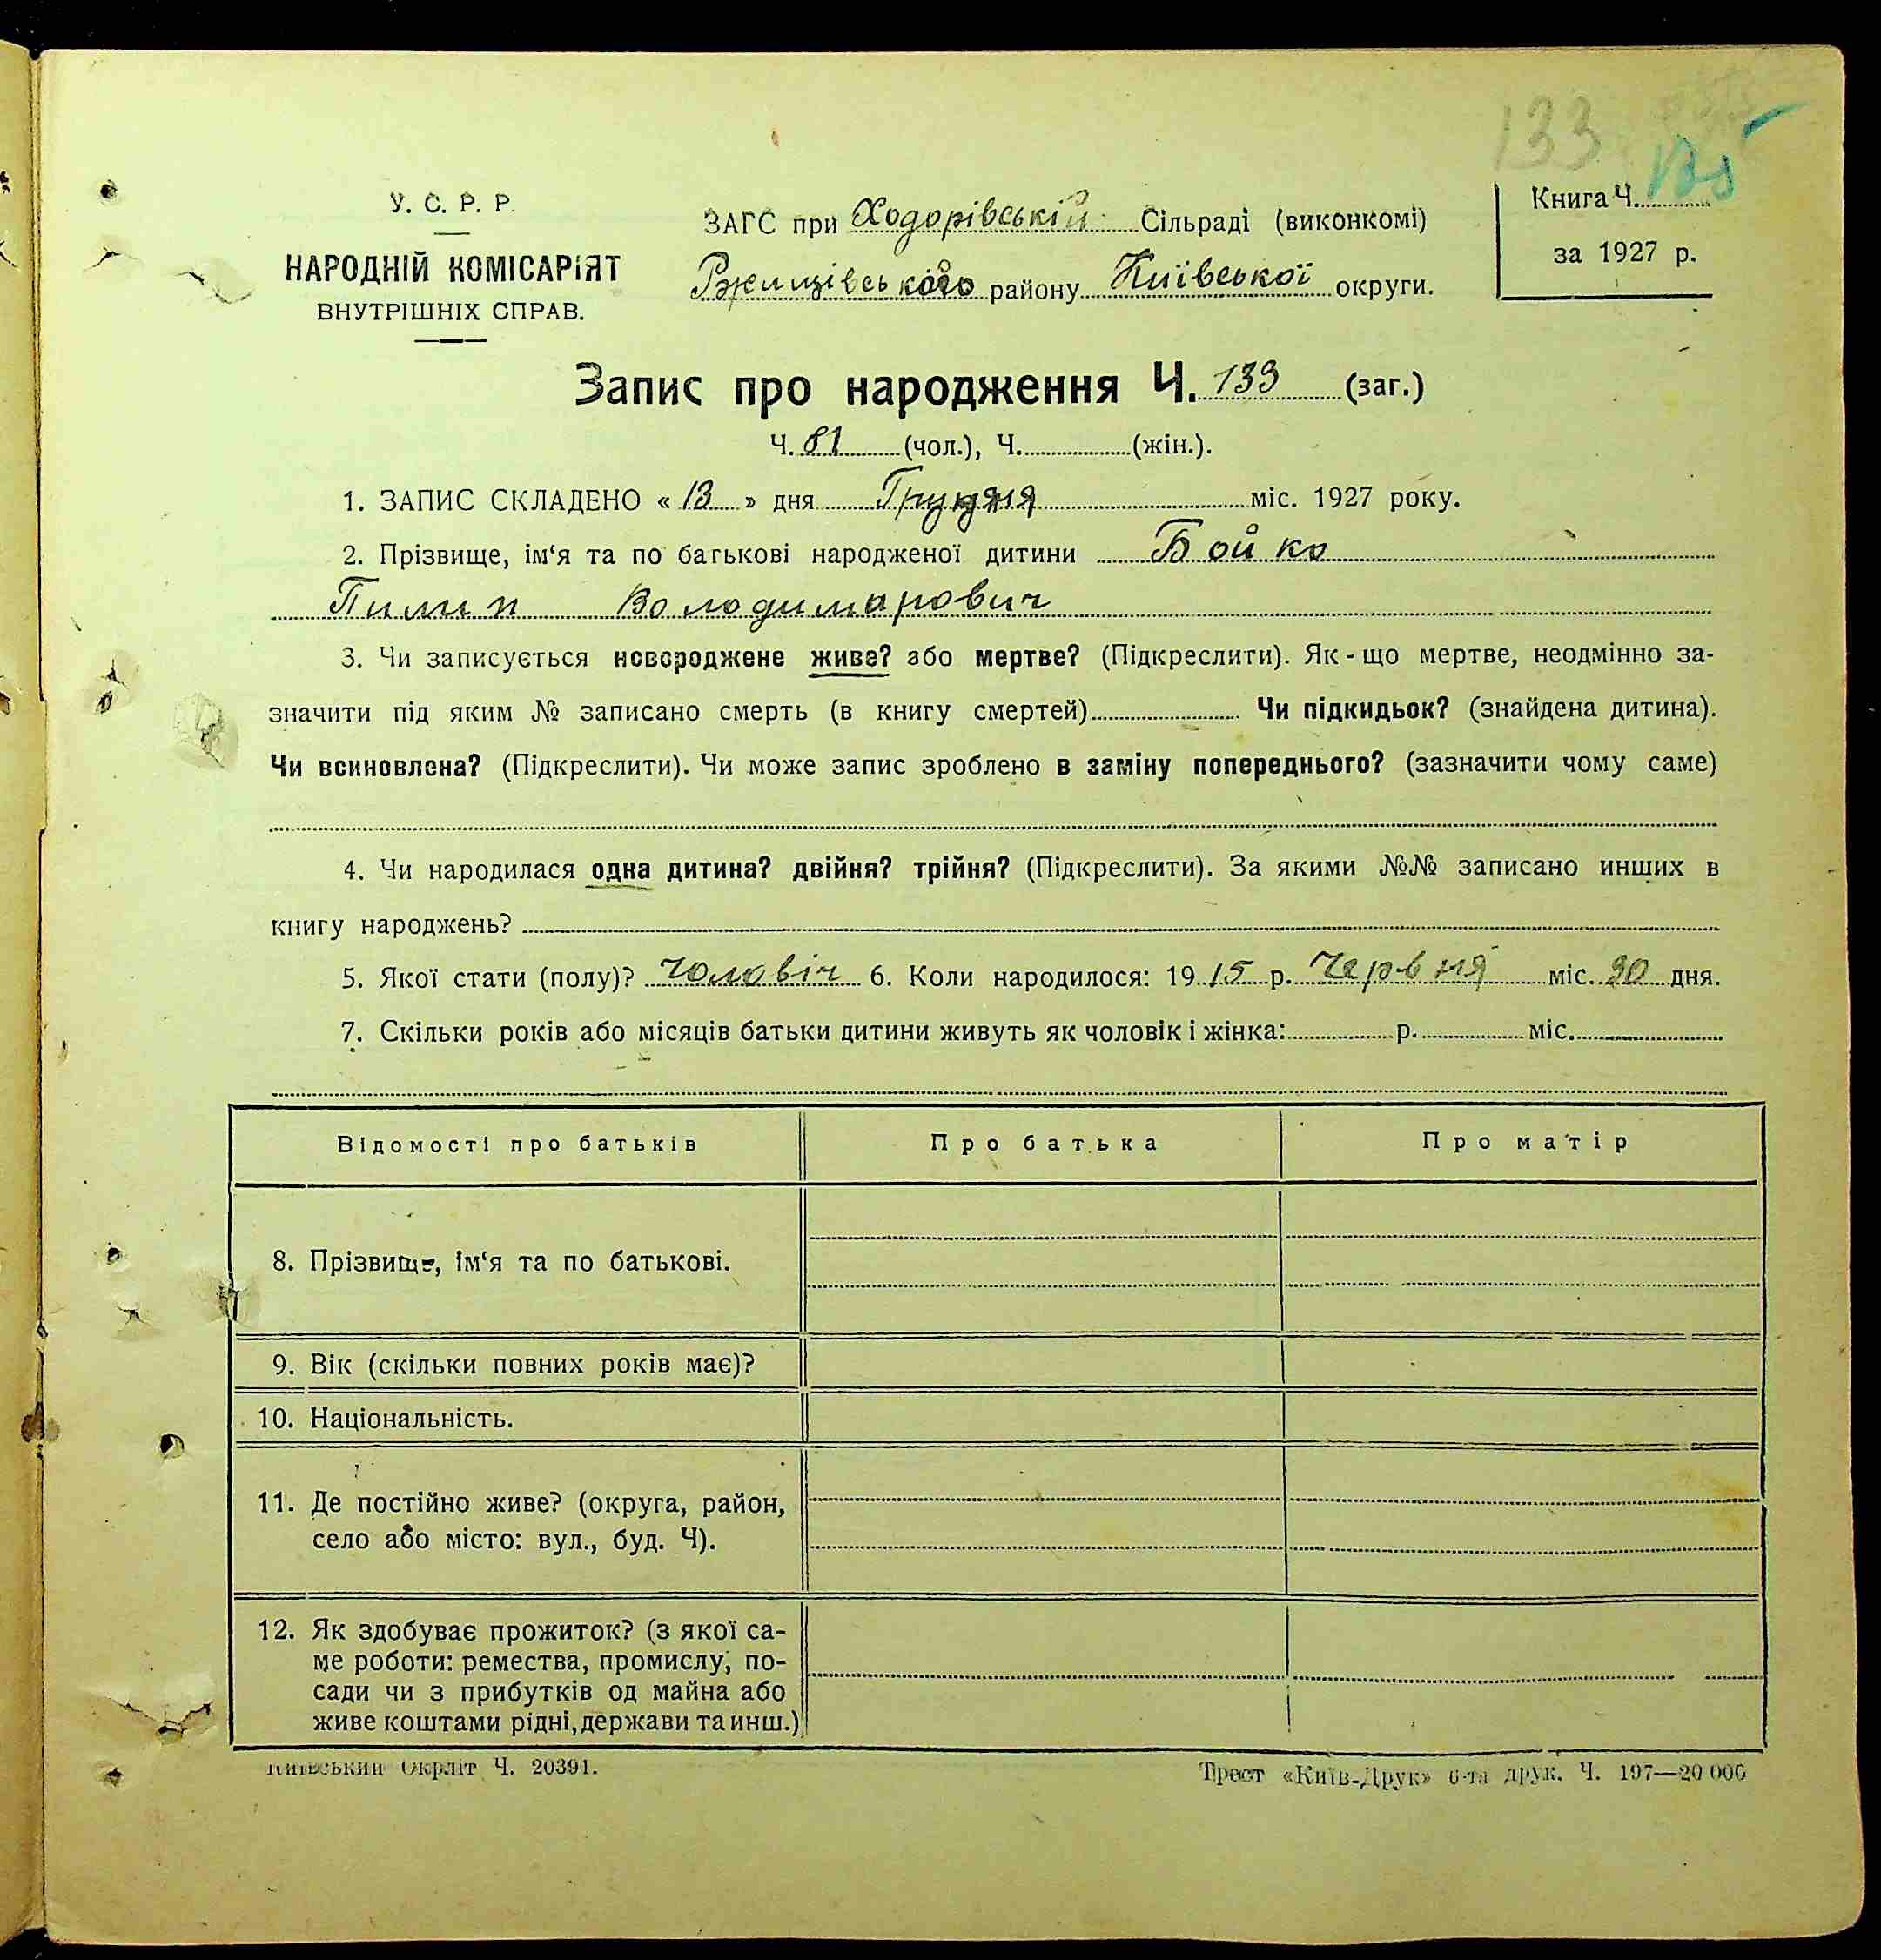 133
135
У. С. Р. Р.
НАРОДНІЙ КОМІСАРІЯТ
ВНУТРІШНІХ СПРАВ.
ЗАГС при Ходорівській Сільраді (виконкомі)
Ржищівського району Київської округи.
Книга Ч.
за 1927 р.
Запис про народження Ч. 133 (заг.)
Ч. 81 (чол.), Ч. (жін.).
1. ЗАПИС СКЛАДЕНО « 13 » дня Грудня міс. 1927 року.
2. Прізвище, ім‘я та по батькові народженої дитини Бойко
Пилип Володимарович
3. Чи записується новороджене живе? або мертве? (Підкреслити). Як-що мертве, неодмінно за-
значити під яким № записано смерть (в книгу смертей) Чи підкидьок? (знайдена дитина).
Чи всиновлена? (Підкреслити). Чи може запис зроблено в заміну попереднього? (зазначити чому саме)
4. Чи народилася одна дитина? двійня? трійня? (Підкреслити). За якими №№ записано инших в
книгу народжень?
5. Якої стати (полу)? Чоловіч 6. Коли народилося: 1915 р. Червня міс. дня.
7. Скільки років або місяців батьки дитини живуть як чоловік і жінка: р. міс.
Відомості про батьків Про батька Про матір
8. Прізвище, ім‘я та по батькові.
9. Вік (скільки повних років має)?
10. Національність.
11. Де постійно живе? (округа, район,
село або місто: вул., буд. Ч).
12. Як здобуває прожиток? (з якої са-
ме роботи: ремества, промислу, по-
сади чи з прибутків од майна або
живе коштами рідні, держави та инш.)
Київський Окрліт Ч. 20391.
Трест «Київ-Друк» 6-та друк. Ч. 197—20 000